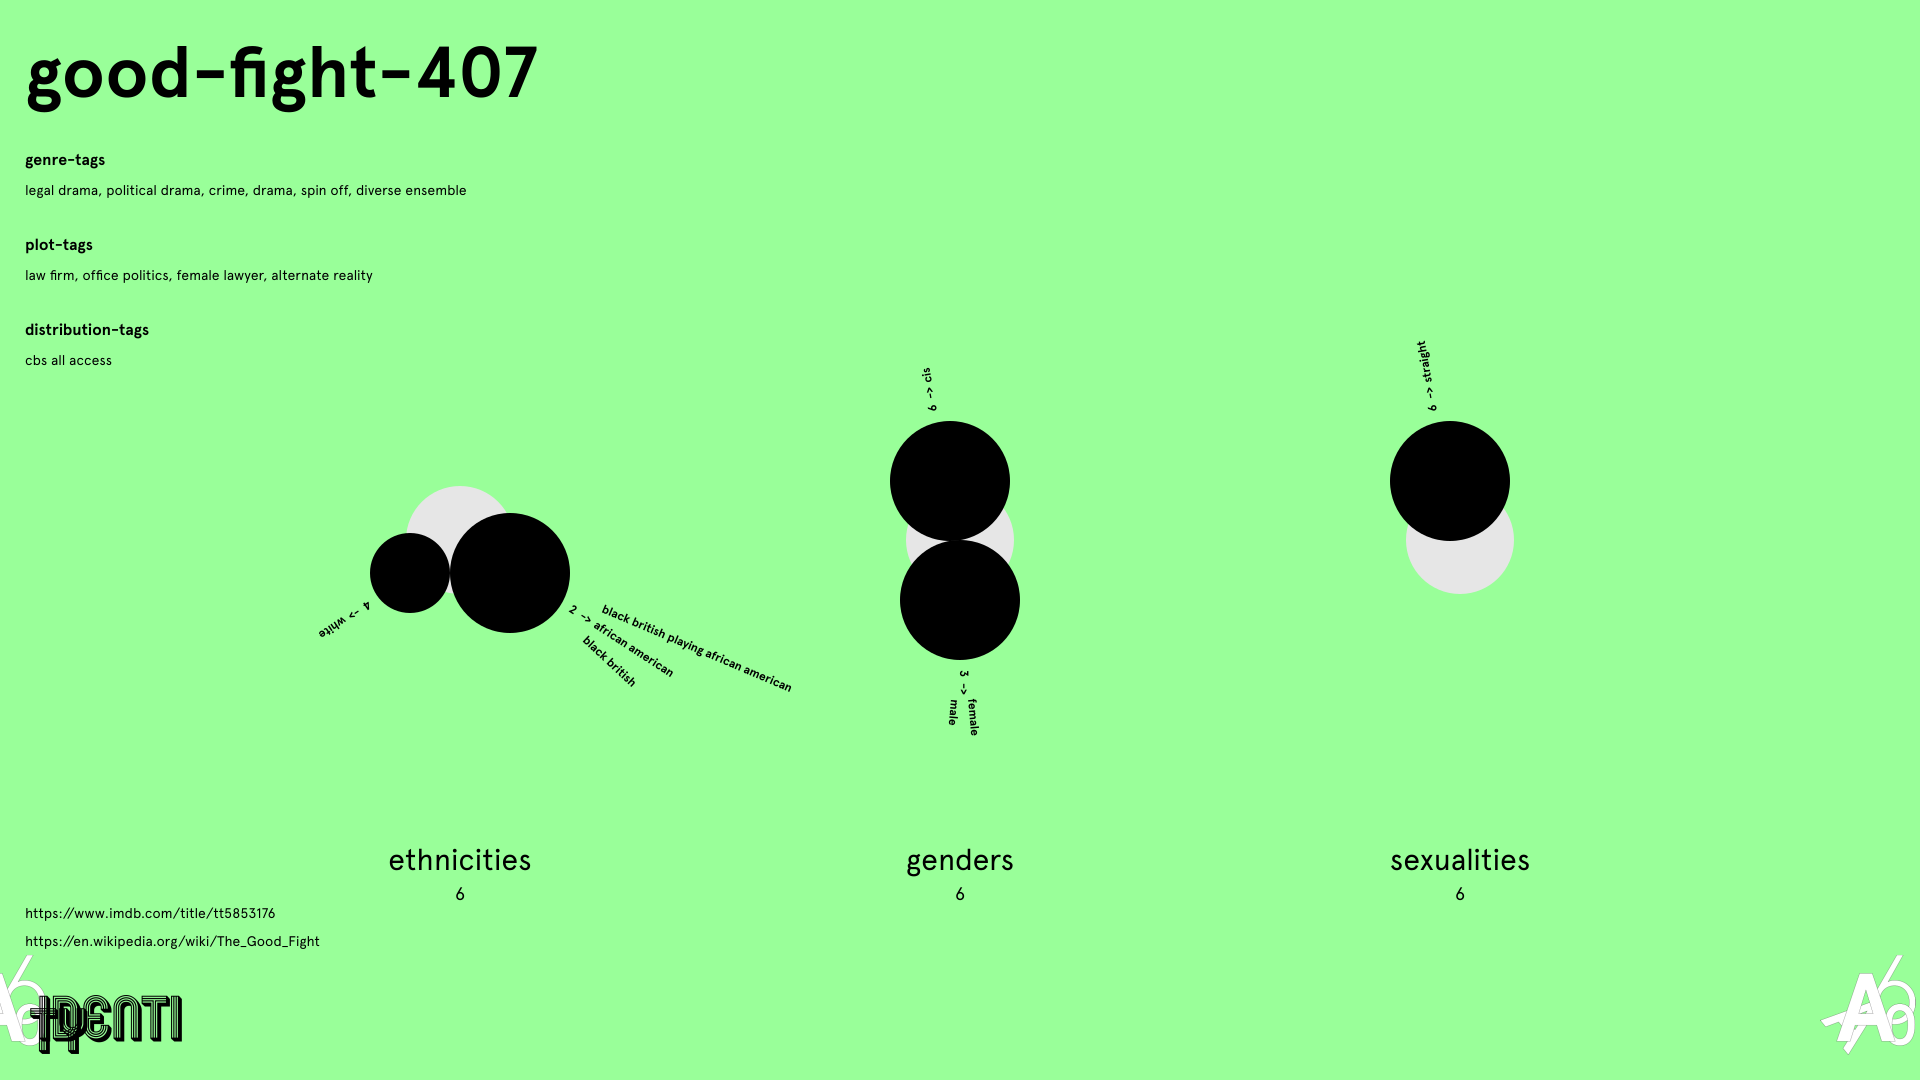 good-fight-407
genre-tags
legal drama, political drama, crime, drama, spin off, diverse ensemble
plot-tags
law firm, office politics, female lawyer, alternate reality
distribution-tags
cbs all access
6 -> cis
6 -> straight
4 -> white
2 -> african american
black british playing african american
black british
3 -> female
male
ethnicities
6
genders
6
sexualities
6
https://www.imdb.com/title/tt5853176
https://en.wikipedia.org/wiki/The_Good_Fight
IDENTI